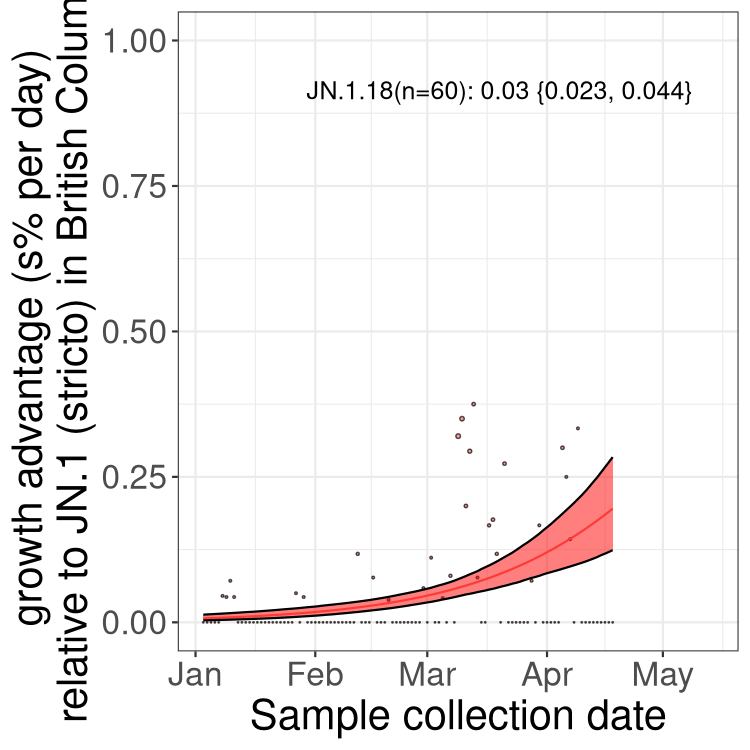 growth advantage (s% per day)
relative to JN.1 (stricto) in British Colum
1.00
0.75
0.50
0.25
0.00
JN.1.18(n=60): 0.03 {0.023, 0.044}
Jan Feb Mar Apr May
Sample collection date